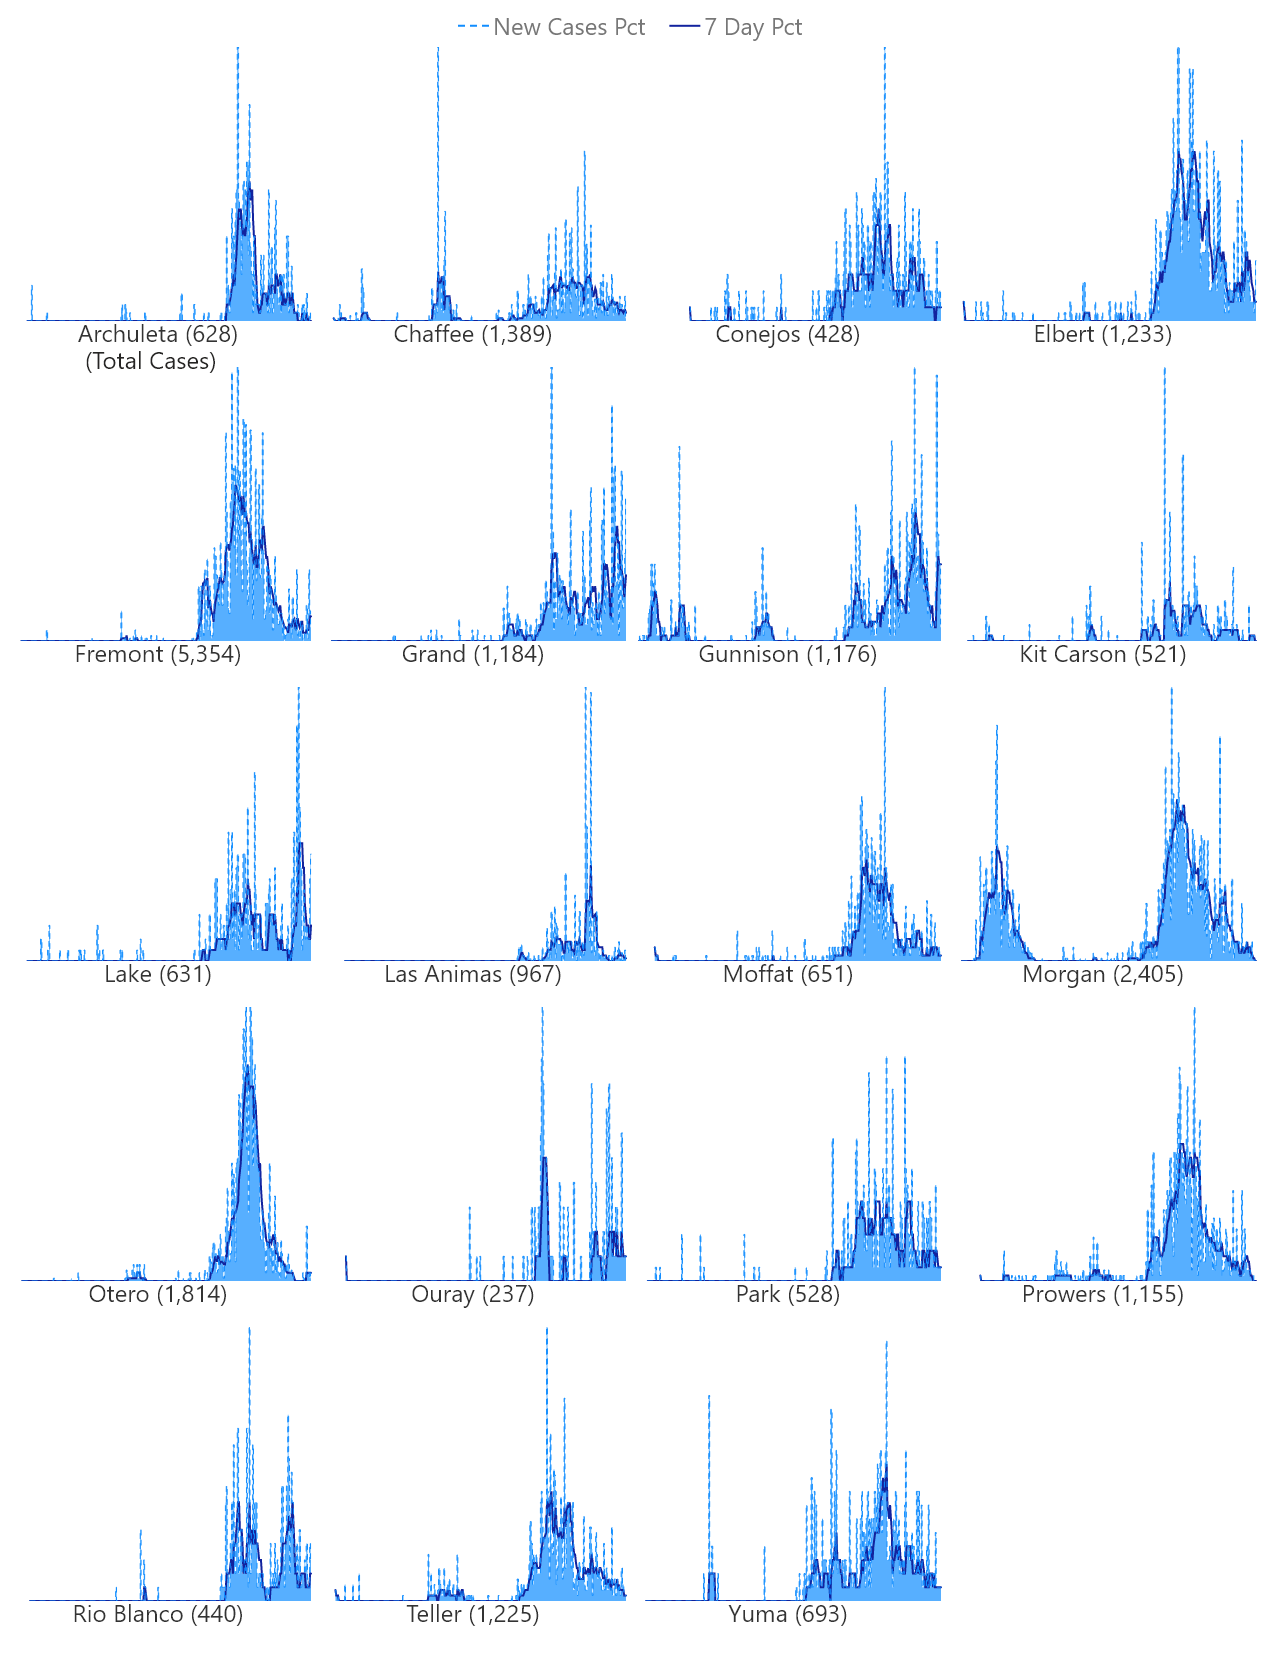 New Cases Pct 7 Day Pct
Archuleta (628) Chaffee (1,389) Conejos (428) Elbert (1,233)
(Total Cases)
Fremont (5,354) Grand (1,184) Gunnison (1,176) Kit Carson (521)
Lake (631) Las Animas (967) Moffat (651) Morgan (2,405)
Otero (1,814) Ouray (237) Park (528) Prowers (1,155)
Rio Blanco (440) Teller (1,225) Yuma (693)